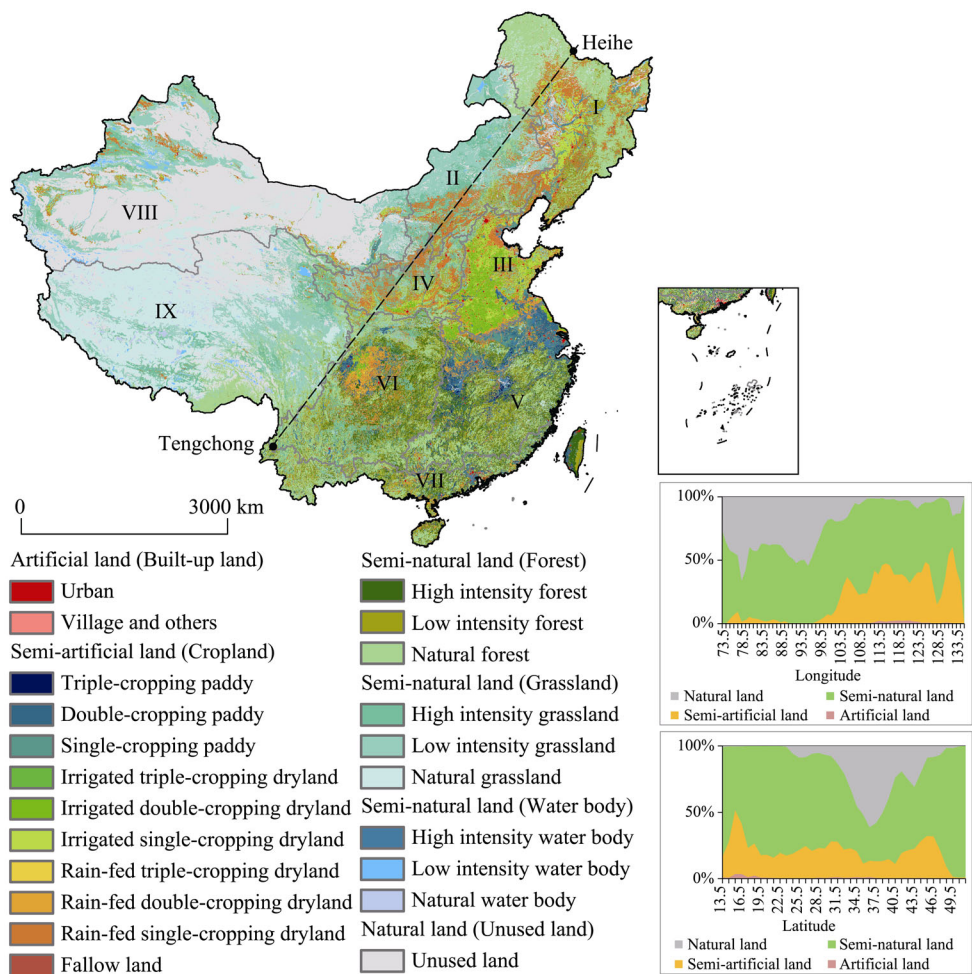 Heihe
I
II
VIII
III
IV
IX
VI
V
Tengchong
VII
0 3000 km
Artificial land (Built-up land)
Urban
Village and others
Semi-artificial land (Cropland)
Triple-cropping paddy
Double-cropping paddy
Single-cropping paddy
Irrigated triple-cropping dryland
Irrigated double-cropping dryland
Irrigated single-cropping dryland
Rain-fed triple-cropping dryland
Rain-fed double-cropping dryland
Rain-fed single-cropping dryland
Fallow land
Semi-natural land (Forest)
High intensity forest
Low intensity forest
Natural forest
Semi-natural land (Grassland)
High intensity grassland
Low intensity grassland
Natural grassland
Semi-natural land (Water body)
High intensity water body
Low intensity water body
Natural water body
Natural land (Unused land)
Unused land
100%
50%
0%
73.5 78.5 83.5 88.5 93.5 98.5 103.5 108.5 113.5 118.5 123.5 128.5 133.5
Longitude
Natural land Semi-natural land
Semi-artificial land Artificial land
100%
50%
0%
13.5 16.5 19.5 22.5 25.5 28.5 31.5 34.5 37.5 40.5 43.5 46.5 49.5
Latitude
Natural land Semi-natural land
Semi-artificial land Artificial land